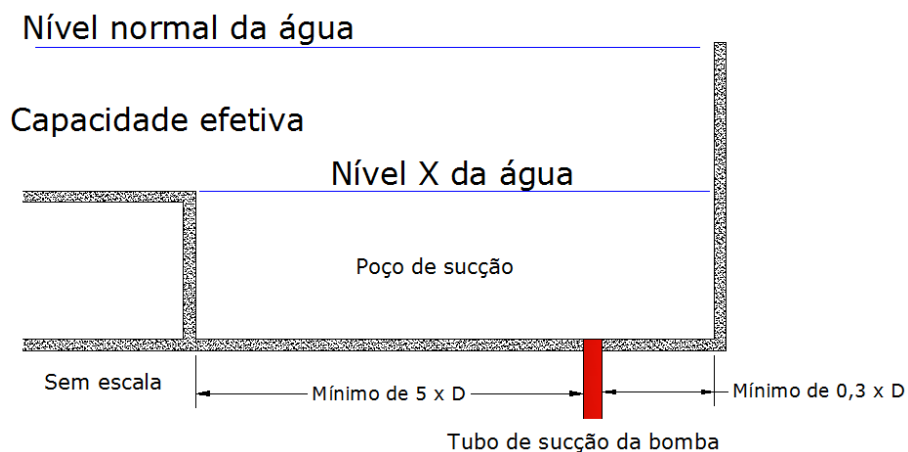 Nível normal da água
Capacidade efetiva
Nível X da água
Poço de sucção
Sem escala
Mínimo de 5 x D
Mínimo de 0,3 x D
Tubo de sucção da bomba